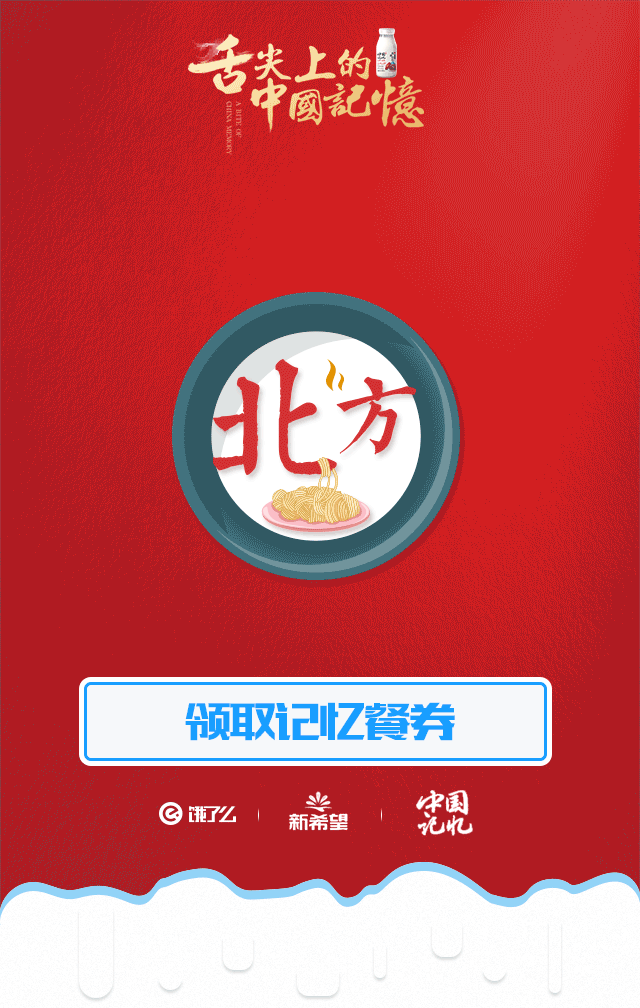 舌尖上的
中國記憶
A BITE OF
CHINA MEMORY
北方
领取记忆餐券
饿了么
新希望
中国
记忆